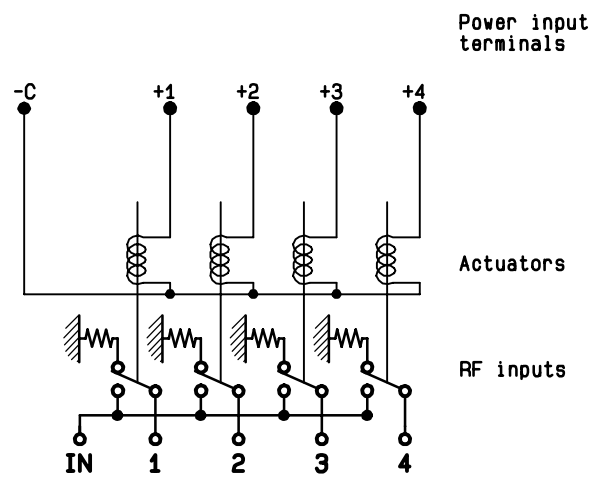 Power input
terminals
-C +1 +2 +3 +4
Actuators
RF inputs
IN 1 2 3 4